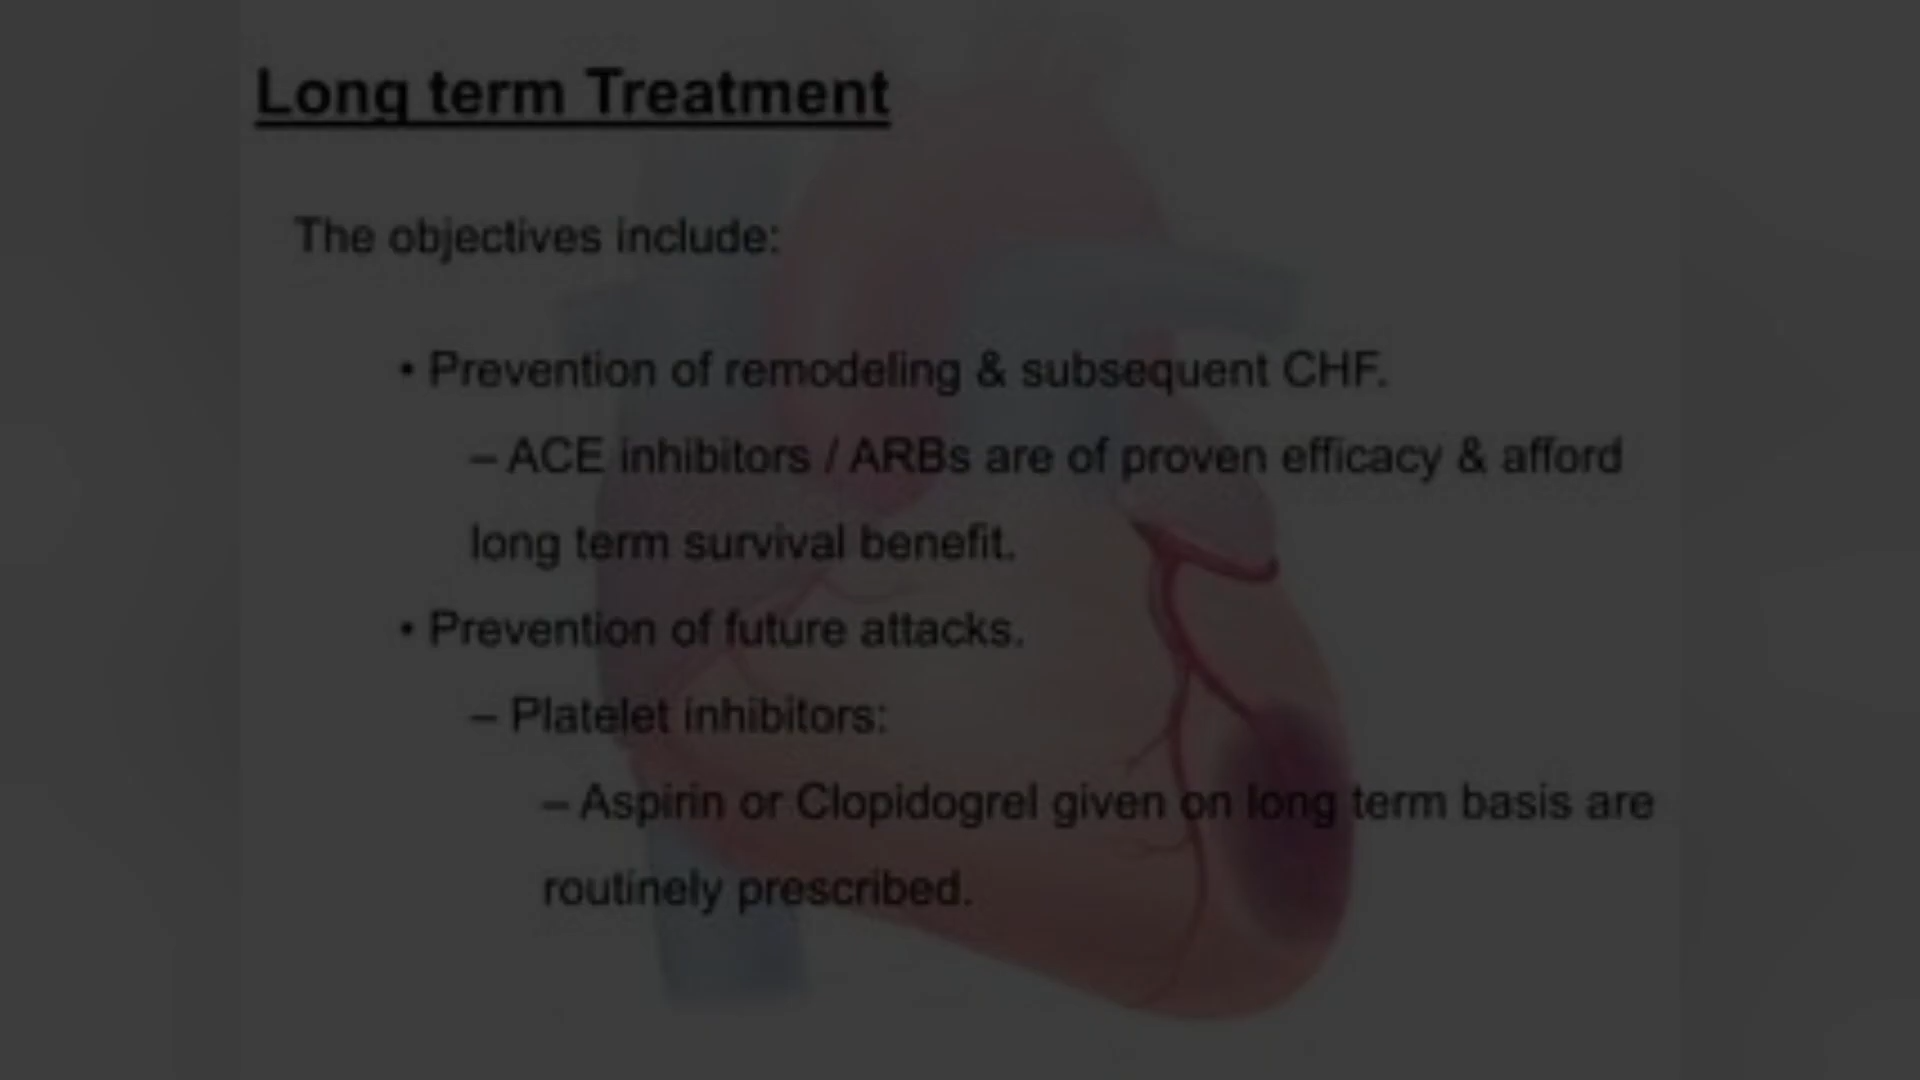 Long term Treatment
The objectives include:
• Prevention of remodeling & subsequent CHF.
– ACE inhibitors / ARBs are of proven efficacy & afford
long term survival benefit.
• Prevention of future attacks.
– Platelet inhibitors:
– Aspirin or Clopidogrel given on long term basis are
routinely prescribed.